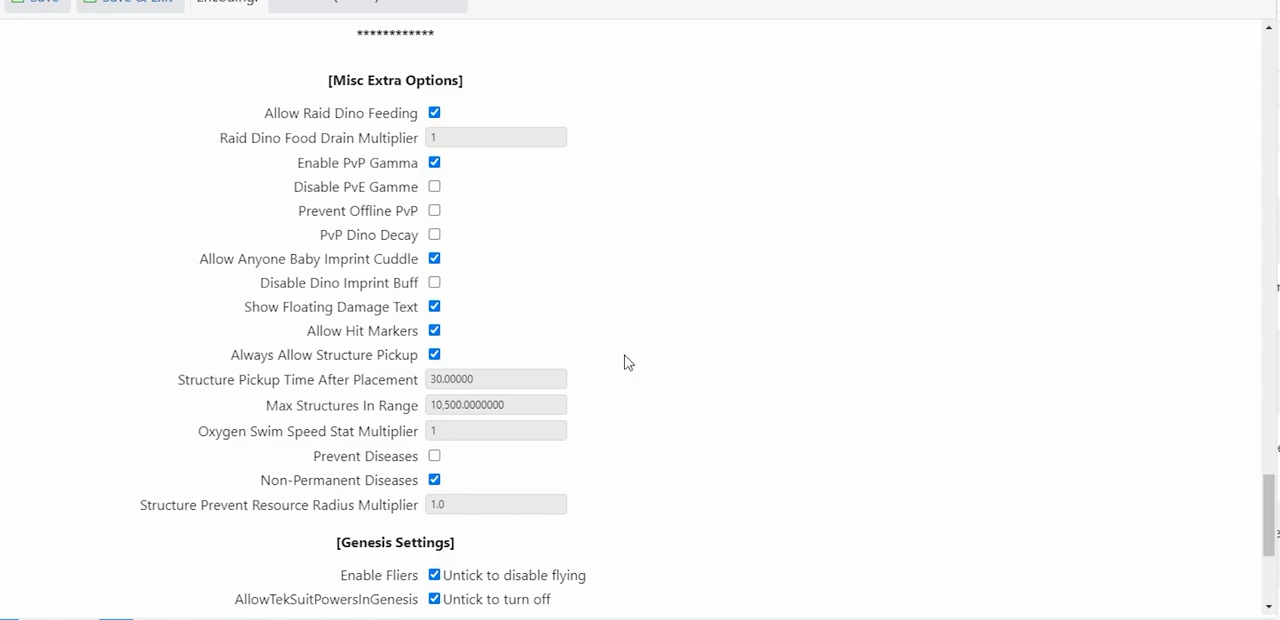 ************
[Misc Extra Options]
Allow Raid Dino Feeding
Raid Dino Food Drain Multiplier 1
Enable PvP Gamma
Disable PvE Gamme
Prevent Offline PvP
PvP Dino Decay
Allow Anyone Baby Imprint Cuddle
Disable Dino Imprint Buff
Show Floating Damage Text
Allow Hit Markers
Always Allow Structure Pickup
Structure Pickup Time After Placement 30.00000
Max Structures In Range 10,500.0000000
Oxygen Swim Speed Stat Multiplier 1
Prevent Diseases
Non-Permanent Diseases
Structure Prevent Resource Radius Multiplier 1.0
[Genesis Settings]
Enable Fliers Untick to disable flying
AllowTekSuitPowersInGenesis Untick to turn off